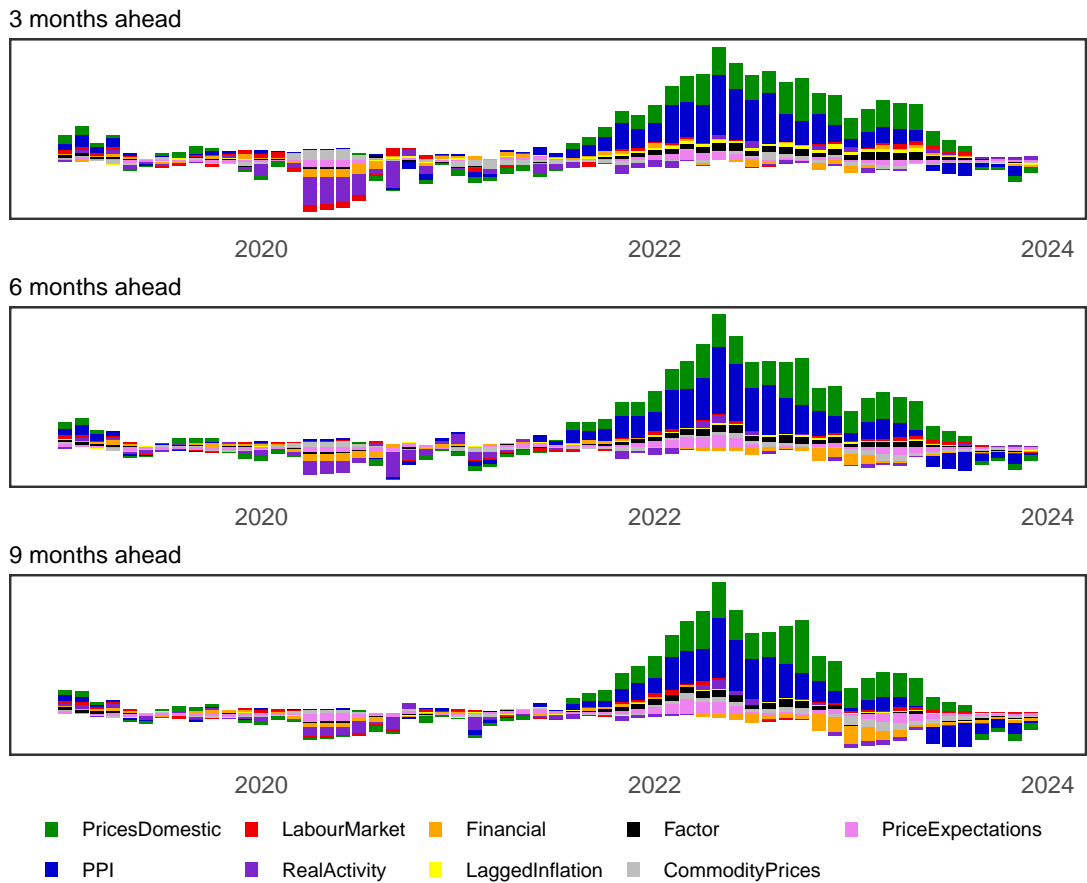 3 months ahead
2020 2022 2024
6 months ahead
2020 2022 2024
9 months ahead
2020 2022 2024
PricesDomestic LabourMarket Financial Factor PriceExpectations
PPI RealActivity LaggedInflation CommodityPrices